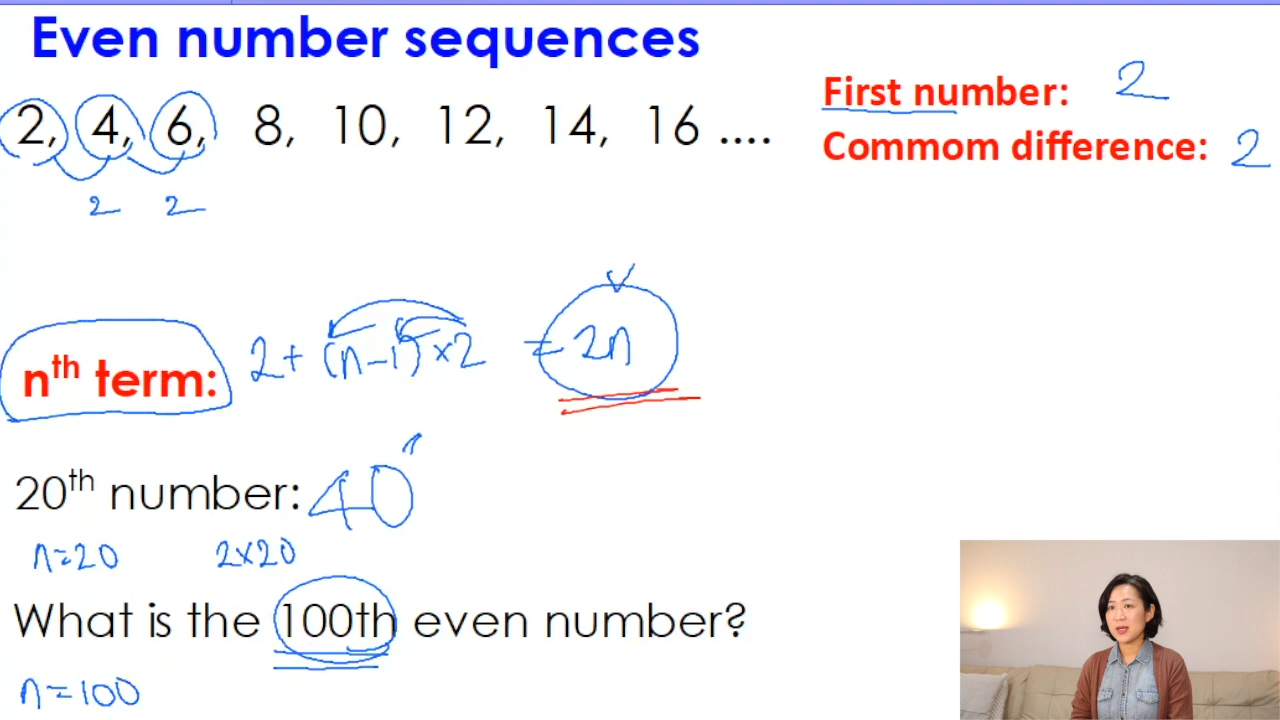 Even number sequences
2, 4, 6, 8, 10, 12, 14, 16 ....
2 2
First number: 2
Commom difference: 2
nth term: 2+(n-1)×2 = 2n
20th number: 40
n=20 2×20
What is the 100th even number?
n=100